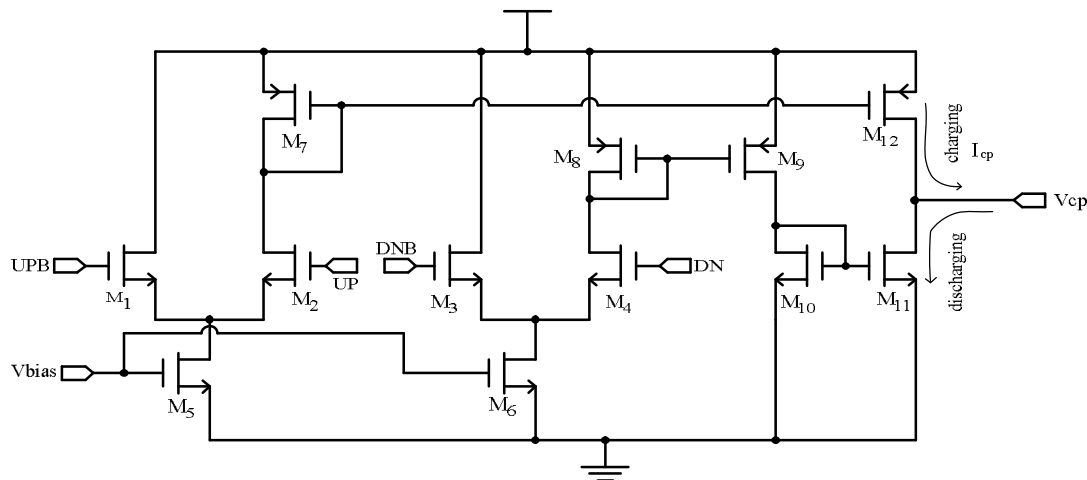 M7
M12
charging
Icp
M8
M9
Vcp
UPB
M1
M2
UP
DNB
M3
M4
DN
M10
M11
discharging
Vbias
M5
M6